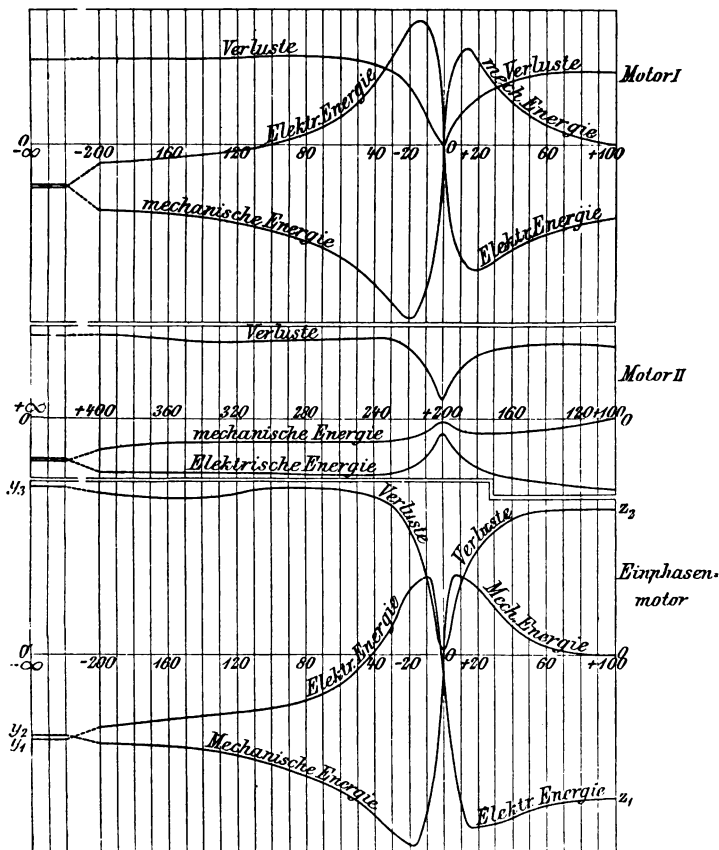 Verluste
Verluste
Motor I
mech. Energie
Elektr. Energie
0
-∞ -200 160 120 80 40 -20 0 +20 60 +100
mechanische Energie
Elektr. Energie
Verluste
Motor II
+∞ +400 360 320 280 240 +200 160 120 +100
0 0
mechanische Energie
Elektrische Energie
y3
z3
Verluste
Verluste
Einphasen=
motor
Mech. Energie
Elektr. Energie
0 0
-∞ -200 160 120 80 40 -20 0 +20 60 +100
y2
y1
Mechanische Energie
Elektr. Energie
z1